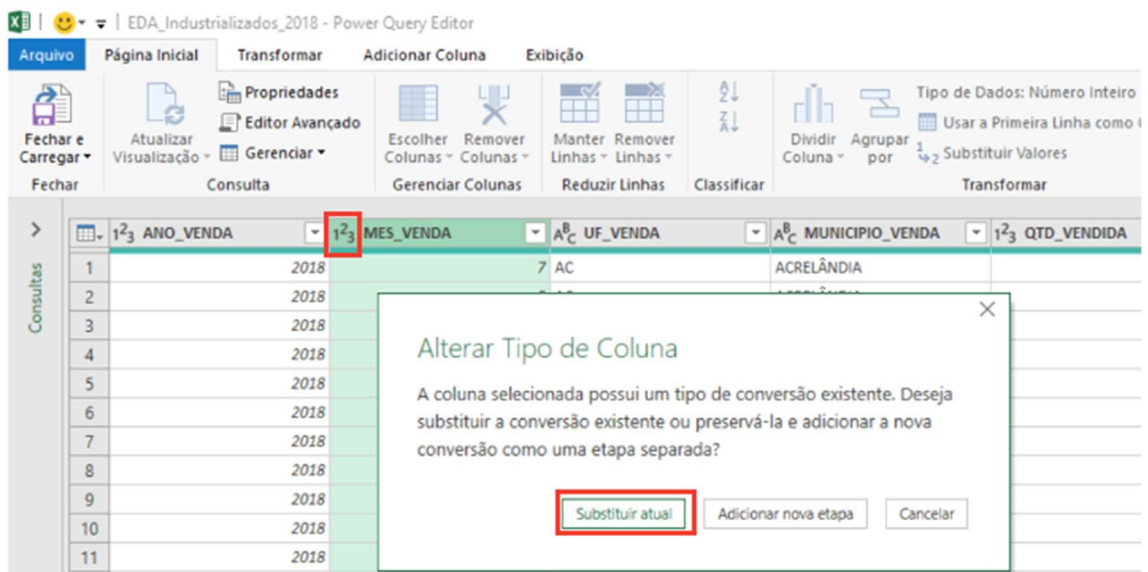 EDA_Industrializados_2018 - Power Query Editor
Arquivo Página Inicial Transformar Adicionar Coluna Exibição
Fechar e
Carregar
Fechar
Atualizar
Visualização
Propriedades
Editor Avançado
Gerenciar
Consulta
Escolher
Colunas
Remover
Colunas
Gerenciar Colunas
Manter
Linhas
Remover
Linhas
Reduzir Linhas
Classificar
Dividir
Coluna
Agrupar
por
Tipo de Dados: Número Inteiro
Usar a Primeira Linha como
Substituir Valores
Transformar
Consultas
ANO_VENDA MES_VENDA UF_VENDA MUNICIPIO_VENDA QTD_VENDIDA
1 2018 7 AC ACRELÂNDIA
2 2018
3 2018
4 2018
5 2018
6 2018
7 2018
8 2018
9 2018
10 2018
11 2018
Alterar Tipo de Coluna
A coluna selecionada possui um tipo de conversão existente. Deseja
substituir a conversão existente ou preservá-la e adicionar a nova
conversão como uma etapa separada?
Substituir atual Adicionar nova etapa Cancelar